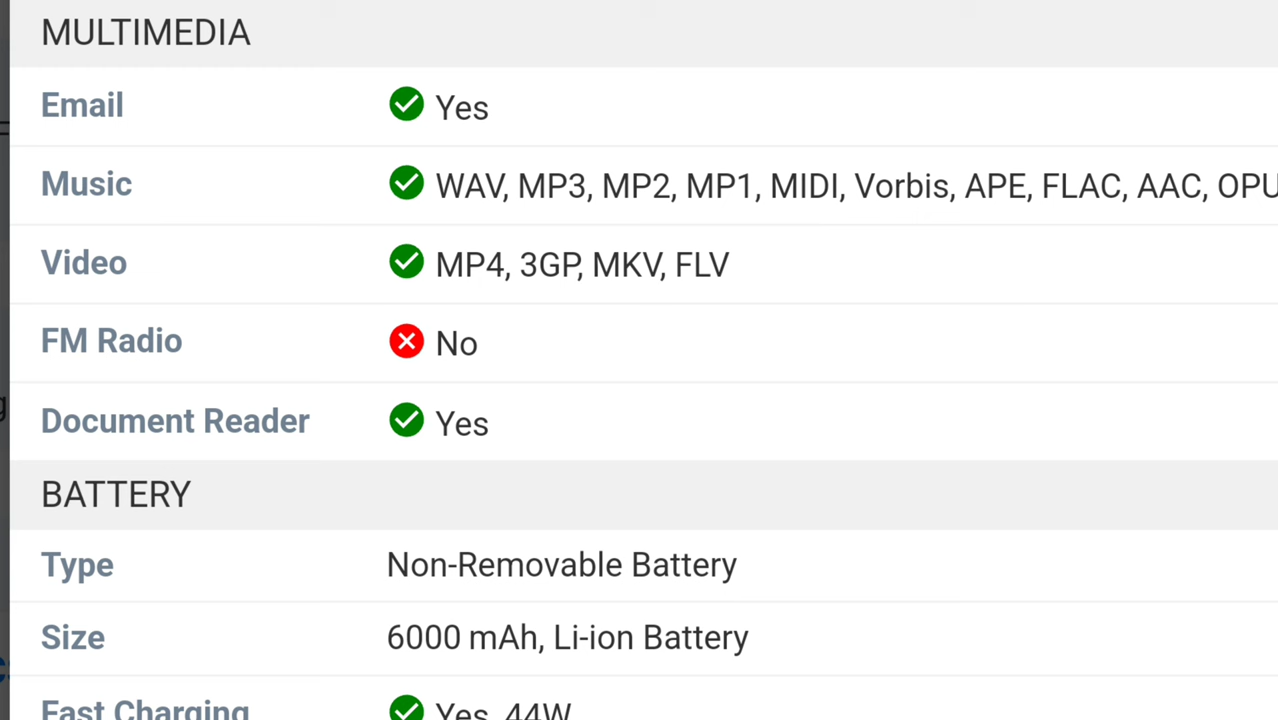 MULTIMEDIA
Email Yes
Music WAV, MP3, MP2, MP1, MIDI, Vorbis, APE, FLAC, AAC, OPU
Video MP4, 3GP, MKV, FLV
FM Radio No
Document Reader Yes
BATTERY
Type Non-Removable Battery
Size 6000 mAh, Li-ion Battery
Fast Charging Yes, 44W